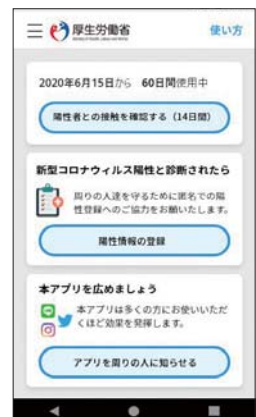 厚生労働省
使い方
2020年6月15日から 60日間使用中
陽性者との接触を確認する（14日間）
新型コロナウィルス陽性と診断されたら
周りの人達を守るために匿名での陽
性登録へのご協力をお願いいたします。
陽性情報の登録
本アプリを広めましょう
本アプリは多くの方にお使いいただ
くほど効果を発揮します。
アプリを周りの人に知らせる